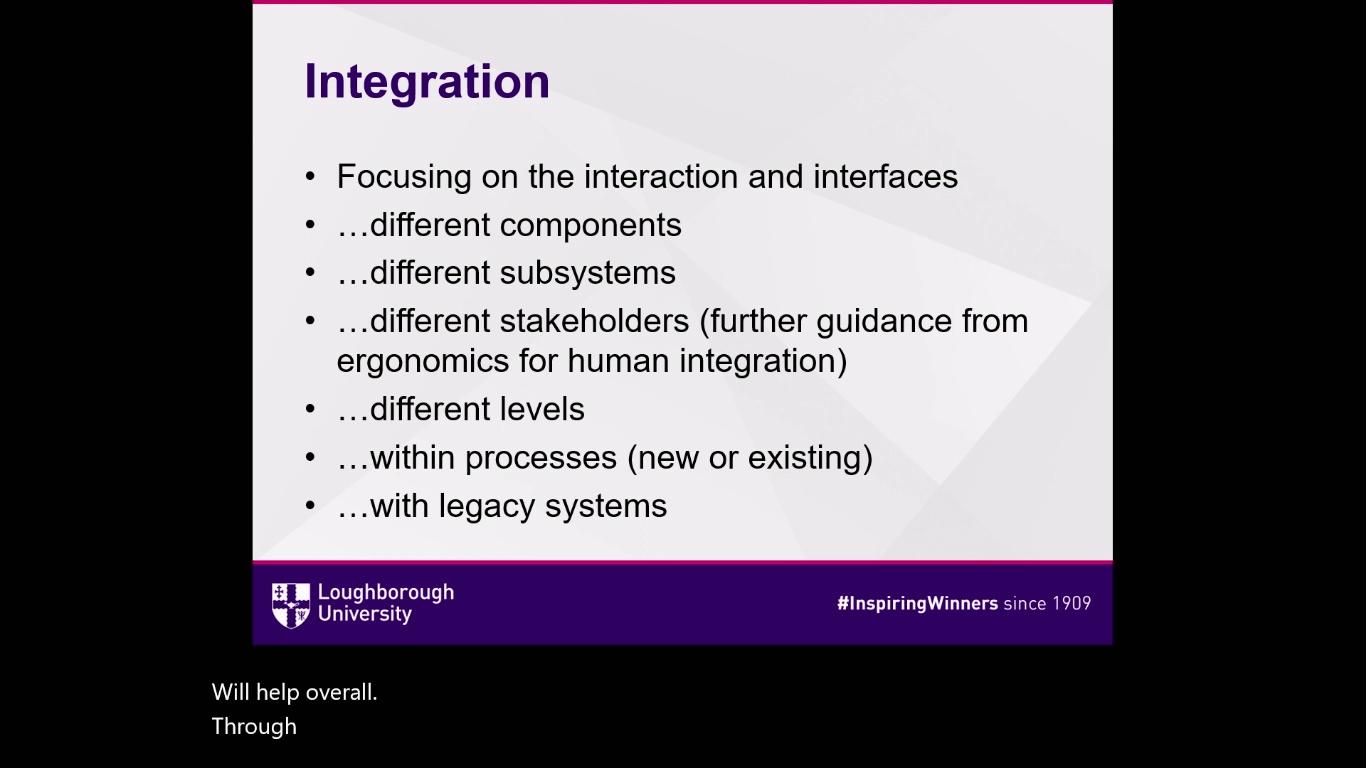 Integration
• Focusing on the interaction and interfaces
• …different components
• …different subsystems
• …different stakeholders (further guidance from
ergonomics for human integration)
• …different levels
• …within processes (new or existing)
• …with legacy systems
Loughborough
University
#InspiringWinners since 1909
Will help overall.
Through